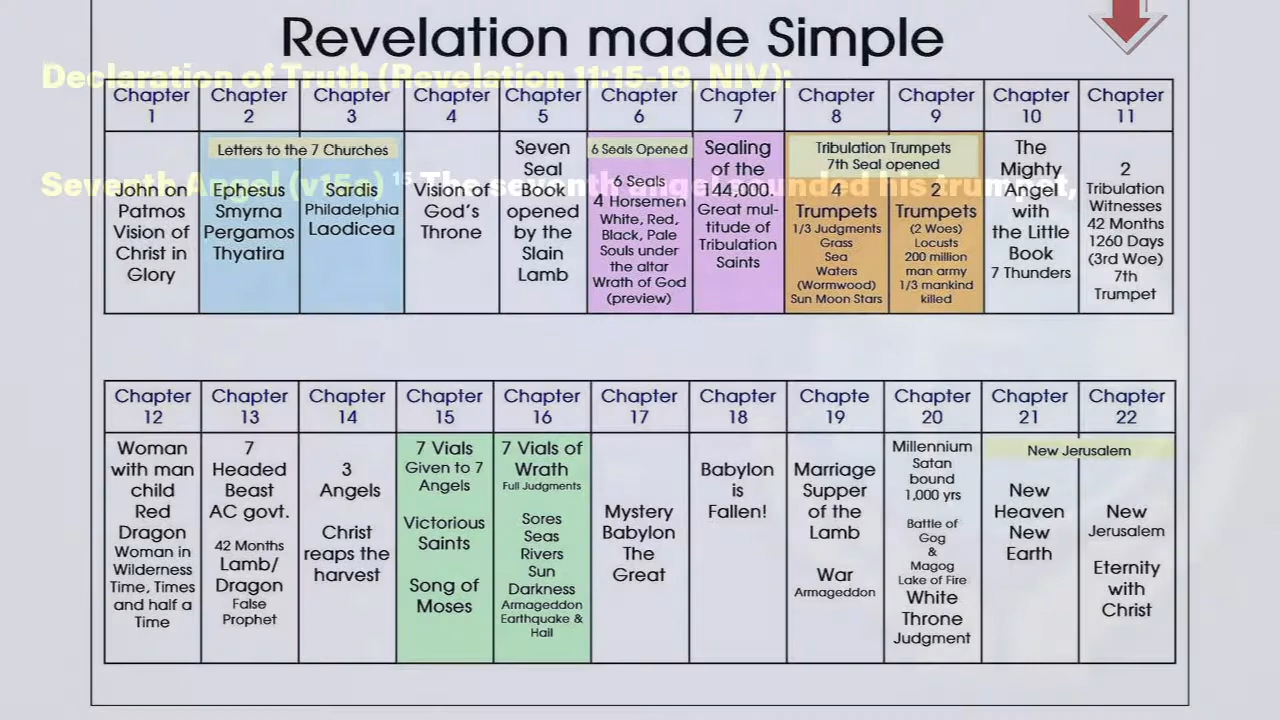 Revelation made Simple
Declaration of Truth (Revelation 11:15-19, NIV):
Seventh Angel (v15a) 15 The seventh angel sounded his trumpet,
Chapter
1
John on
Patmos
Vision of
Christ in
Glory
Chapter
2
Chapter
3
Letters to the 7 Churches
Ephesus
Smyrna
Pergamos
Thyatira
Sardis
Philadelphia
Laodicea
Chapter
4
Vision of
God's
Throne
Chapter
5
Seven
Seal
Book
opened
by the
Slain
Lamb
Chapter
6
6 Seals Opened
6 Seals
4 Horsemen
White, Red,
Black, Pale
Souls under
the altar
Wrath of God
(preview)
Chapter
7
Sealing
of the
144,000.
Great mul-
titude of
Tribulation
Saints
Chapter
8
Chapter
9
Tribulation Trumpets
7th Seal opened
4
Trumpets
1/3 Judgments
Grass
Sea
Waters
(Wormwood)
Sun Moon Stars
2
Trumpets
(2 Woes)
Locusts
200 million
man army
1/3 mankind
killed
Chapter
10
The
Mighty
Angel
with
the Little
Book
7 Thunders
Chapter
11
2
Tribulation
Witnesses
42 Months
1260 Days
(3rd Woe)
7th
Trumpet
Chapter
12
Woman
with man
child
Red
Dragon
Woman in
Wilderness
Time, Times
and half a
Time
Chapter
13
7
Headed
Beast
AC govt.
42 Months
Lamb/
Dragon
False
Prophet
Chapter
14
3
Angels
Christ
reaps the
harvest
Chapter
15
7 Vials
Given to 7
Angels
Victorious
Saints
Song of
Moses
Chapter
16
7 Vials of
Wrath
Full Judgments
Sores
Seas
Rivers
Sun
Darkness
Armageddon
Earthquake &
Hail
Chapter
17
Mystery
Babylon
The
Great
Chapter
18
Babylon
is
Fallen!
Chapte
19
Marriage
Supper
of the
Lamb
War
Armageddon
Chapter
20
Millennium
Satan
bound
1,000 yrs
Battle of
Gog
&
Magog
Lake of Fire
White
Throne
Judgment
Chapter
21
Chapter
22
New Jerusalem
New
Heaven
New
Earth
New
Jerusalem
Eternity
with
Christ